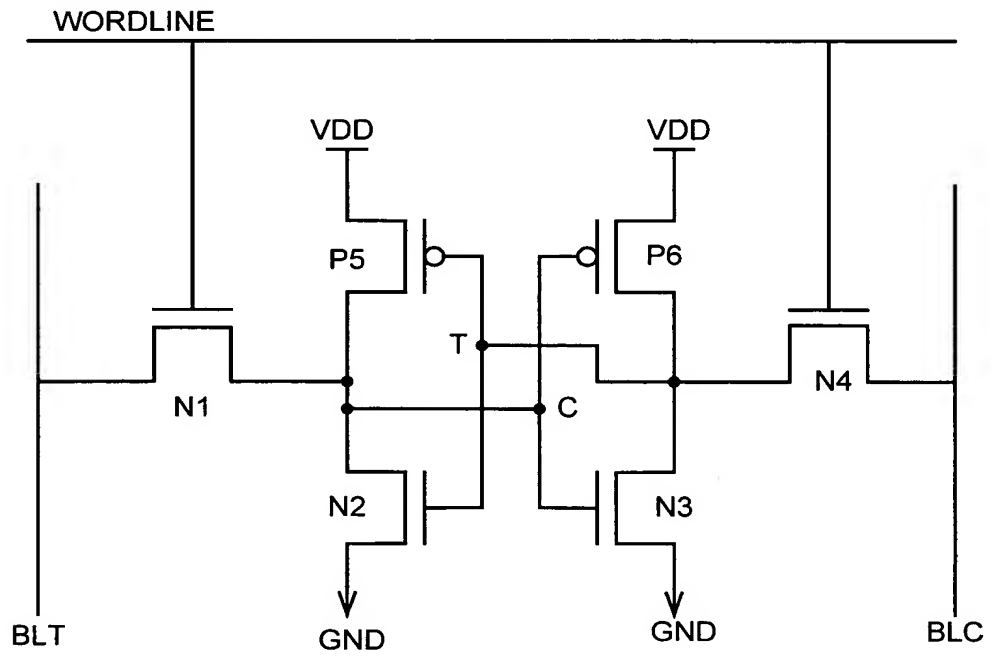 WORDLINE
VDD
VDD
P5
P6
T
N1
C
N4
N2
N3
BLT
GND
GND
BLC